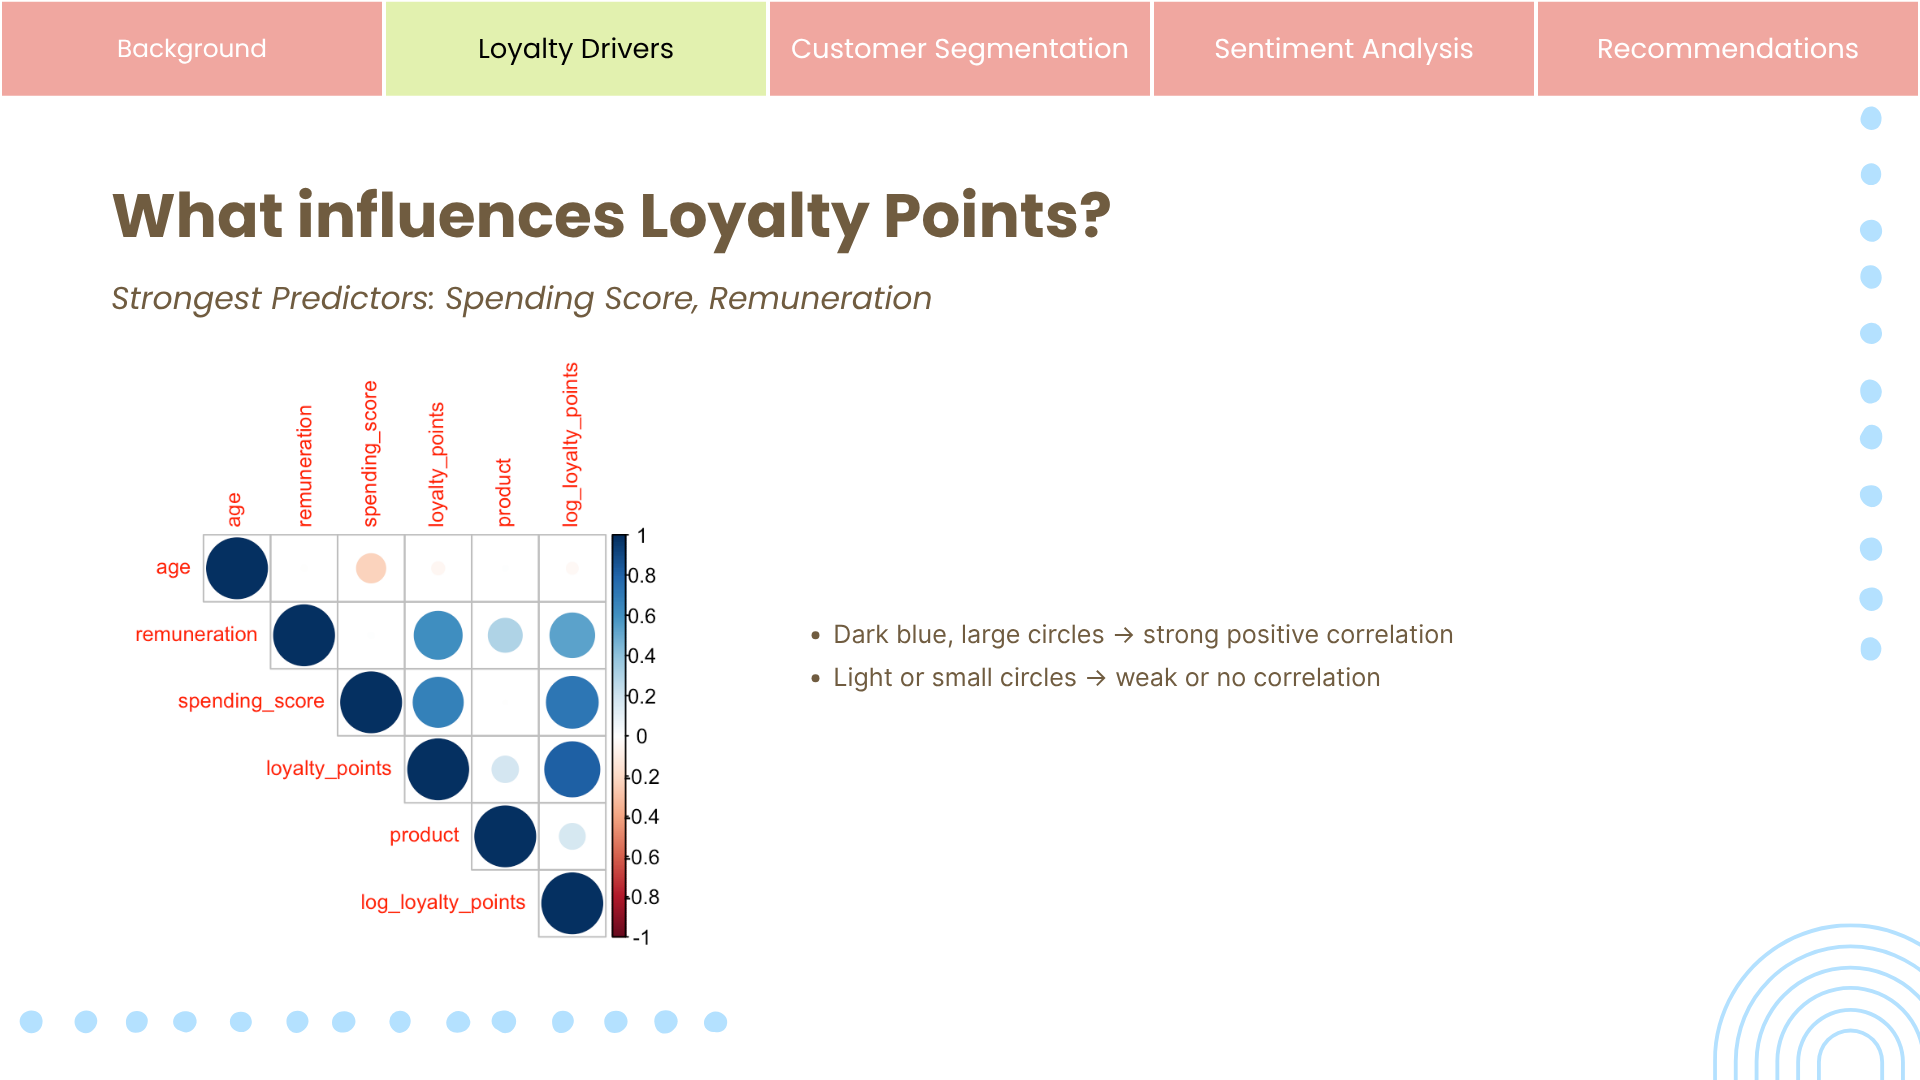 Background
Loyalty Drivers
Customer Segmentation
Sentiment Analysis
Recommendations
What influences Loyalty Points?
Strongest Predictors: Spending Score, Remuneration
age
remuneration
spending_score
loyalty_points
product
log_loyalty_points
age
remuneration
spending_score
loyalty_points
product
log_loyalty_points
1
0.8
0.6
0.4
0.2
0
-0.2
-0.4
-0.6
-0.8
-1
• Dark blue, large circles → strong positive correlation
• Light or small circles → weak or no correlation